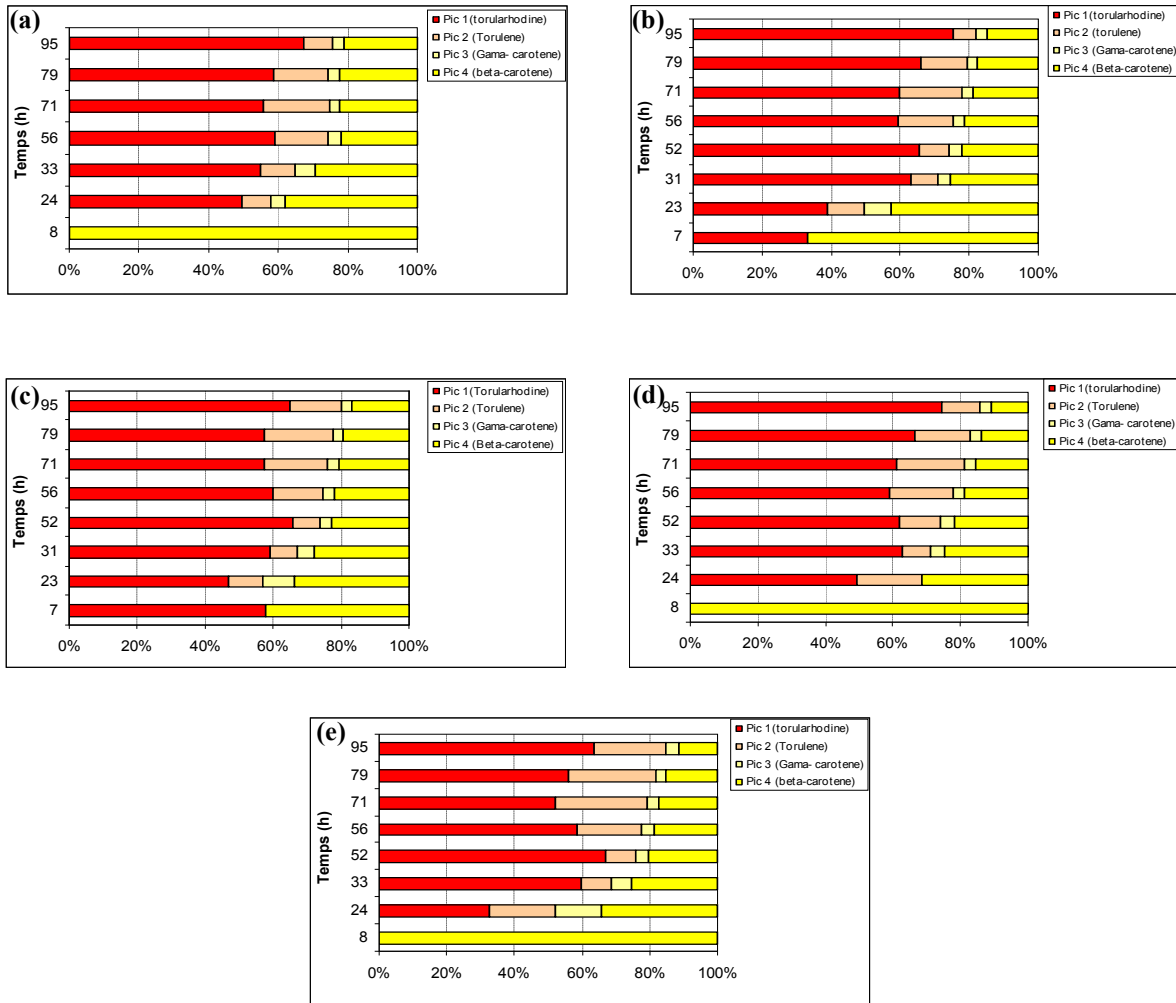 (a)
Pic 1 (torularhodine)
Pic 2 (Torulene)
Pic 3 (Gama- carotene)
Pic 4 (beta-carotene)
Temps (h)
95
79
71
56
33
24
8
0% 20% 40% 60% 80% 100%
(b)
Pic 1 (torularhodine)
Pic 2 (torulene)
Pic 3 (Gama-carotene)
Pic 4 (Beta-carotene)
Temps (h)
95
79
71
56
52
31
23
7
0% 20% 40% 60% 80% 100%
(c)
Pic 1 (Torularhodine)
Pic 2 (Torulene)
Pic 3 (Gama-carotene)
Pic 4 (Beta-carotene)
Temps (h)
95
79
71
56
52
31
23
7
0% 20% 40% 60% 80% 100%
(d)
Pic 1 (torularhodine)
Pic 2 (Torulene)
Pic 3 (Gama- carotene)
Pic 4 (beta-carotene)
Temps (h)
95
79
71
56
52
33
24
8
0% 20% 40% 60% 80% 100%
(e)
Pic 1 (torularhodine)
Pic 2 (Torulene)
Pic 3 (Gama- carotene)
Pic 4 (beta-carotene)
Temps (h)
95
79
71
56
52
33
24
8
0% 20% 40% 60% 80% 100%